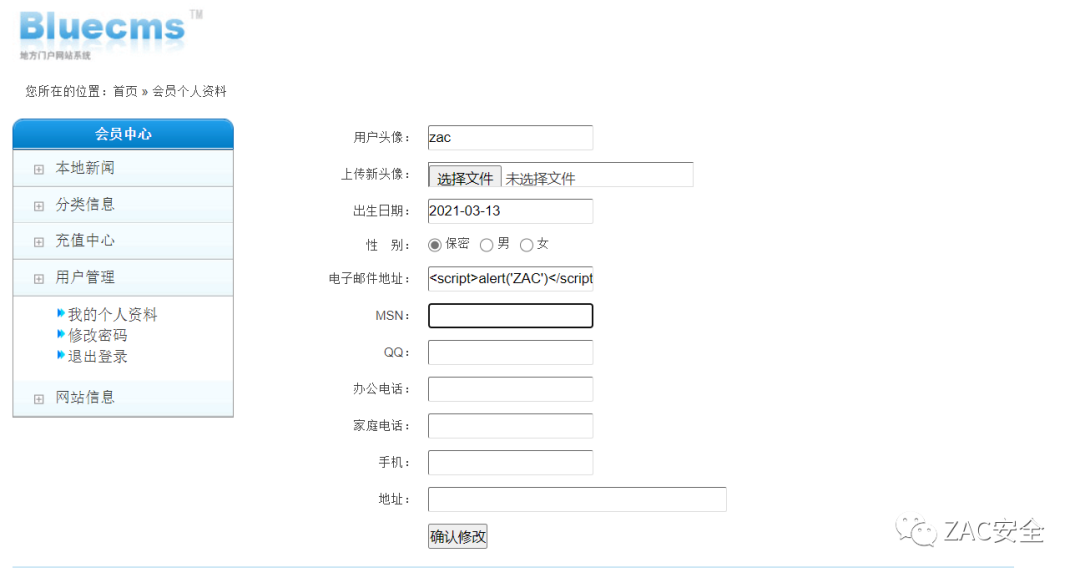 Bluecms™
地方门户网站系统
您所在的位置：首页 » 会员个人资料
会员中心
本地新闻
分类信息
充值中心
用户管理
我的个人资料
修改密码
退出登录
网站信息
用户头像： zac
上传新头像： 选择文件 未选择文件
出生日期： 2021-03-13
性 别： 保密 男 女
电子邮件地址： <script>alert('ZAC')</script
MSN：
QQ：
办公电话：
家庭电话：
手机：
地址：
确认修改
ZAC安全